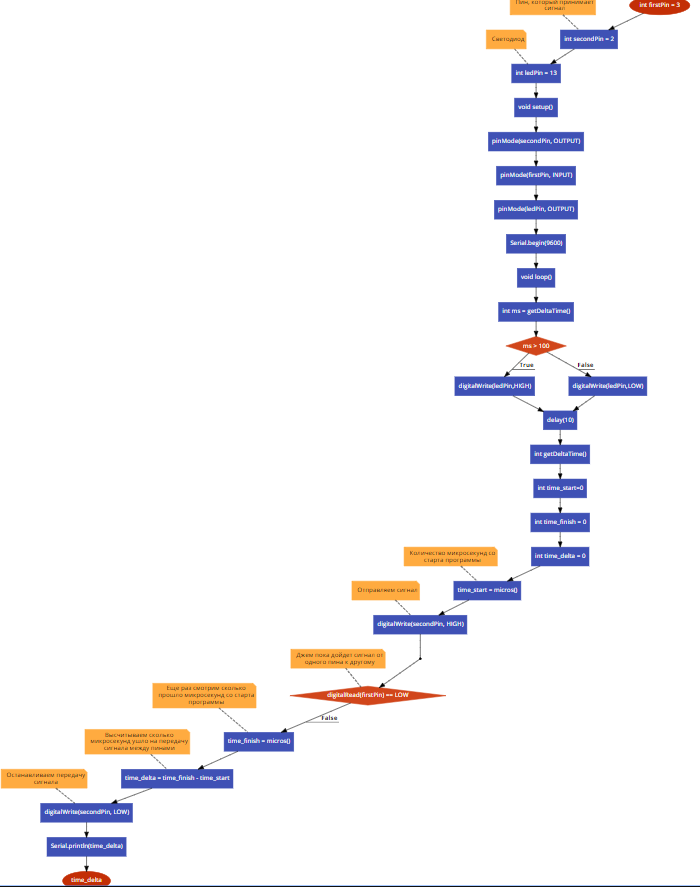 Пин, который принимает
сигнал
int firstPin = 3
int secondPin = 2
Светодиод
int ledPin = 13
void setup()
pinMode(secondPin, OUTPUT)
pinMode(firstPin, INPUT)
pinMode(ledPin, OUTPUT)
Serial.begin(9600)
void loop()
int ms = getDeltaTime()
ms > 100
True
False
digitalWrite(ledPin,HIGH)
digitalWrite(ledPin,LOW)
delay(10)
int getDeltaTime()
int time_start=0
int time_finish = 0
int time_delta = 0
Количество микросекунд со
старта программы
time_start = micros()
Отправляем сигнал
digitalWrite(secondPin, HIGH)
Джем пока дойдет сигнал от
одного пина к другому
digitalRead(firstPin) == LOW
False
Еще раз смотрим сколько
прошло микросекунд со старта
программы
time_finish = micros()
Высчитываем сколько
микросекунд ушло на передачу
сигнала между пинами
time_delta = time_finish - time_start
Останавливаем передачу
сигнала
digitalWrite(secondPin, LOW)
Serial.println(time_delta)
time_delta